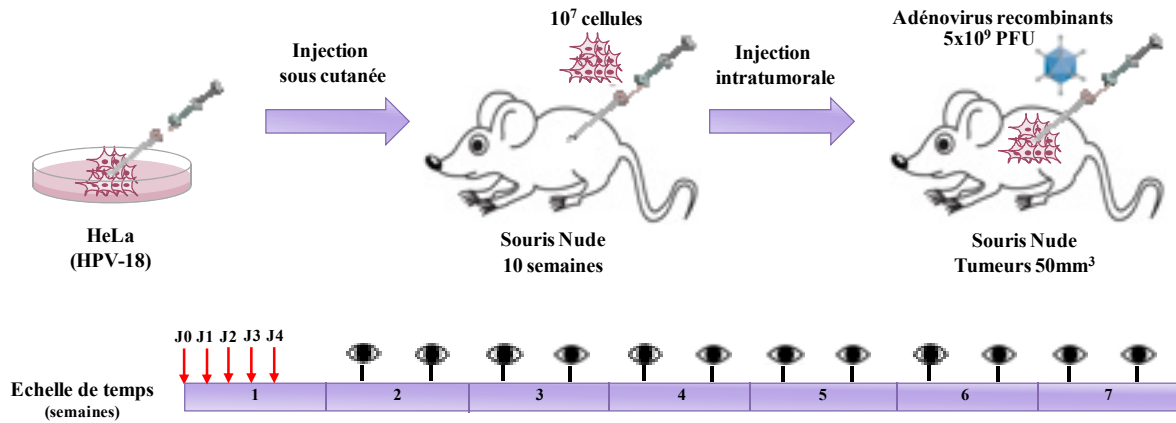 Injection
sous cutanée
10⁷ cellules
Injection
intratumorale
Adénovirus recombinants
5x10⁹ PFU
HeLa
(HPV-18)
Souris Nude
10 semaines
Souris Nude
Tumeurs 50mm³
J0 J1 J2 J3 J4
Echelle de temps
(semaines)
1 2 3 4 5 6 7